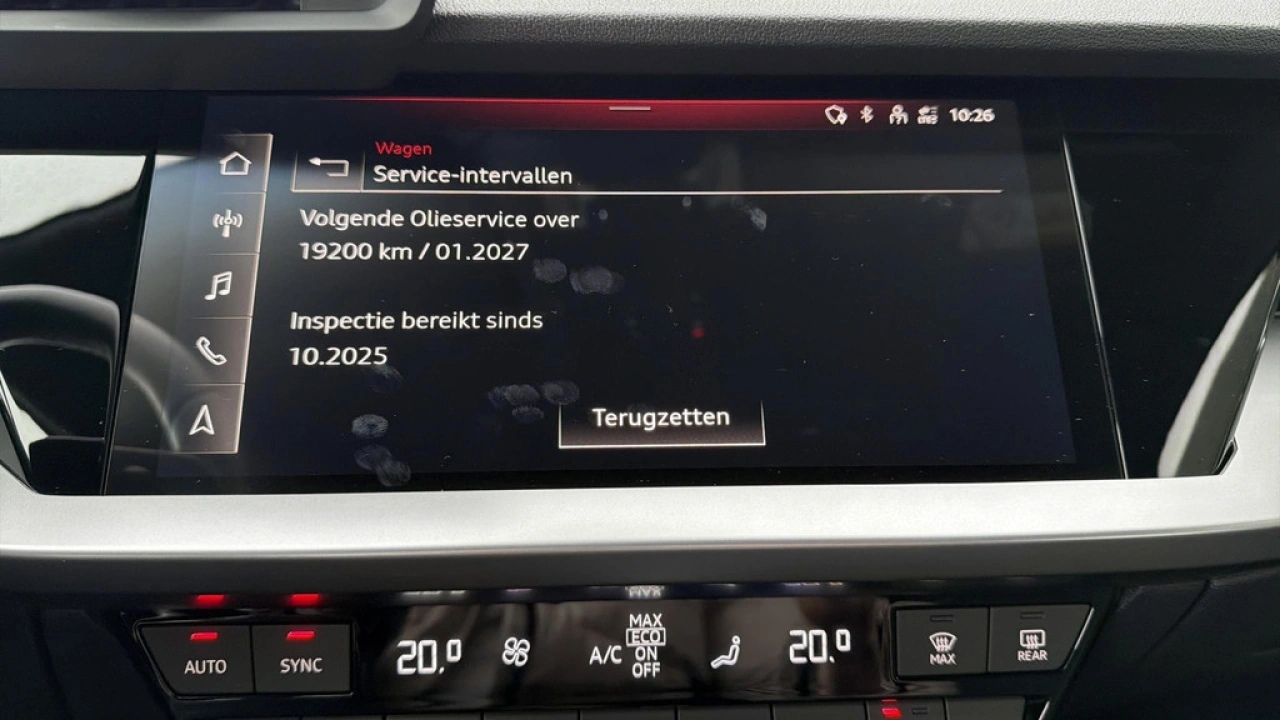 10:26
Wagen
Service-intervallen
Volgende Olieservice over
19200 km / 01.2027
Inspectie bereikt sinds
10.2025
Terugzetten
AUTO
SYNC
20.0
A/C
MAX
ECO
ON
OFF
20.0
MAX
REAR